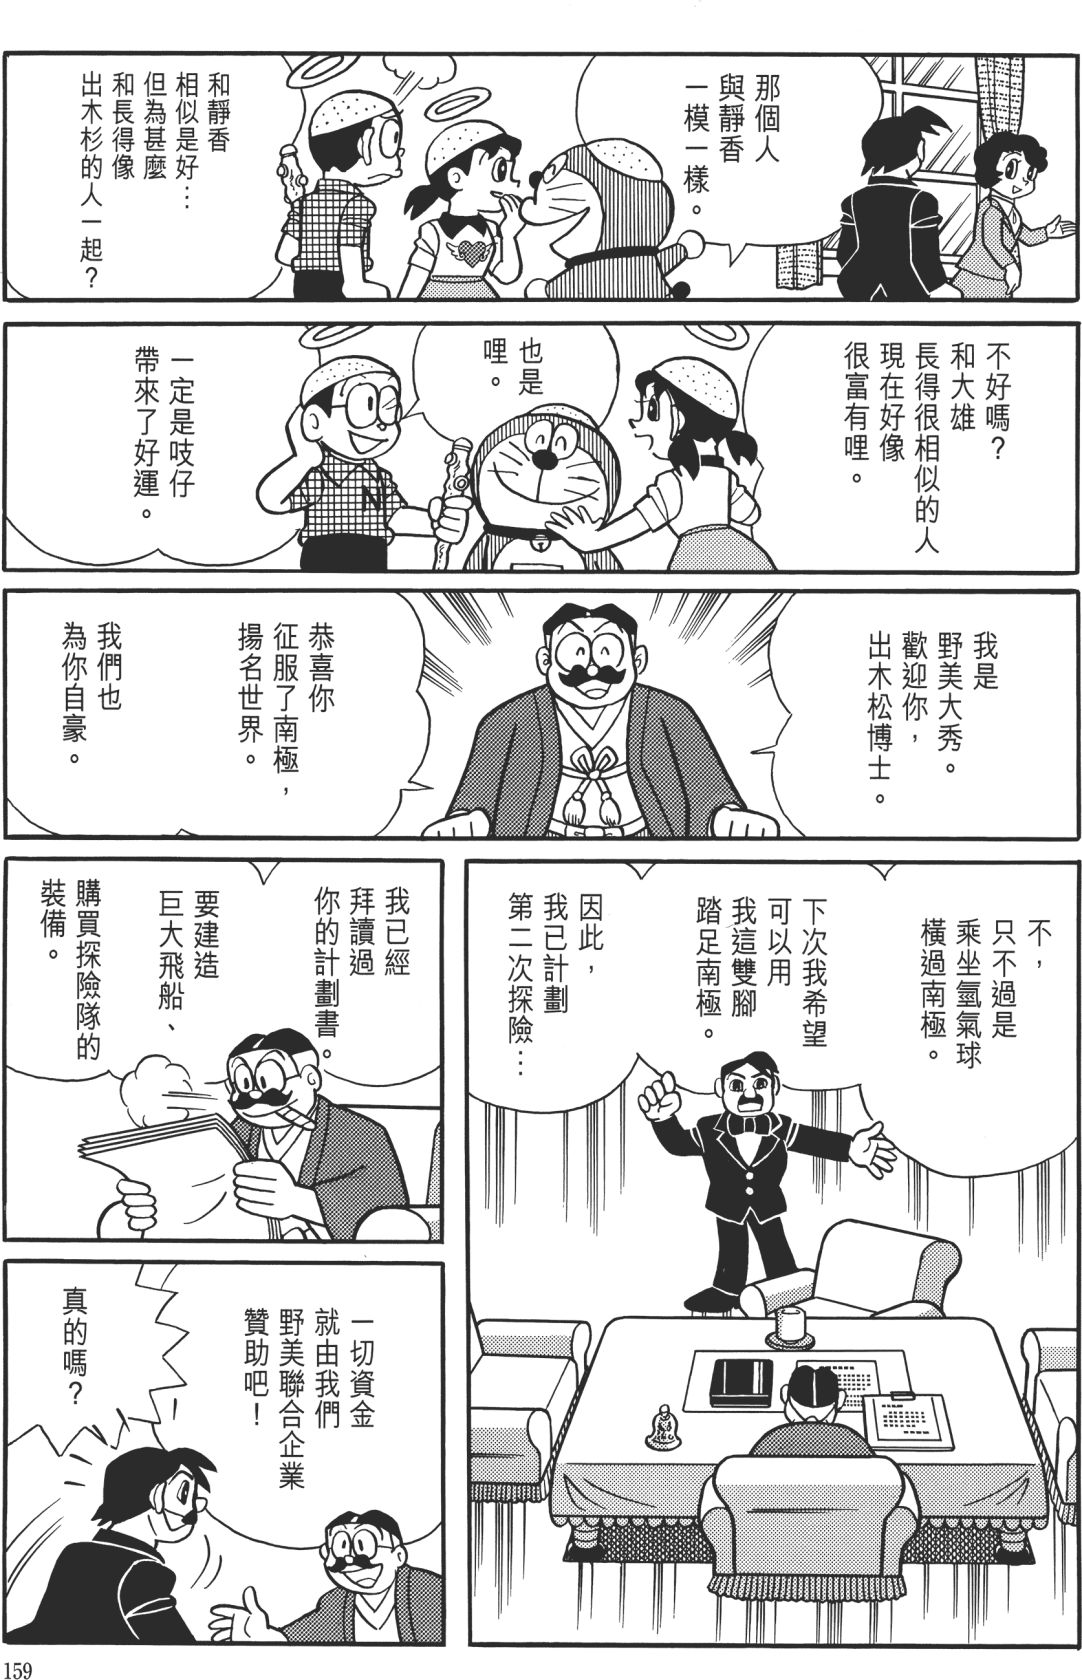 那個人
與靜香
一模一樣。
和靜香
相似是好…
但為甚麼
和長得像
出木杉的人一起？
不好嗎？
和大雄
長得很相似的人
現在好像
很富有哩。
也是
哩。
一定是吱仔
帶來了好運。
我是
野美大秀。
歡迎你，
出木松博士。
恭喜你
征服了南極，
揚名世界。
我們也
為你自豪。
不，
只不過是
乘坐氫氣球
橫過南極。
下次我希望
可以用
我這雙腳
踏足南極。
因此，
我已計劃
第二次探險…
我已經
拜讀過
你的計劃書。
要建造
巨大飛船、
購買探險隊的
裝備。
一切資金
就由我們
野美聯合企業
贊助吧！
真的嗎？
N
159